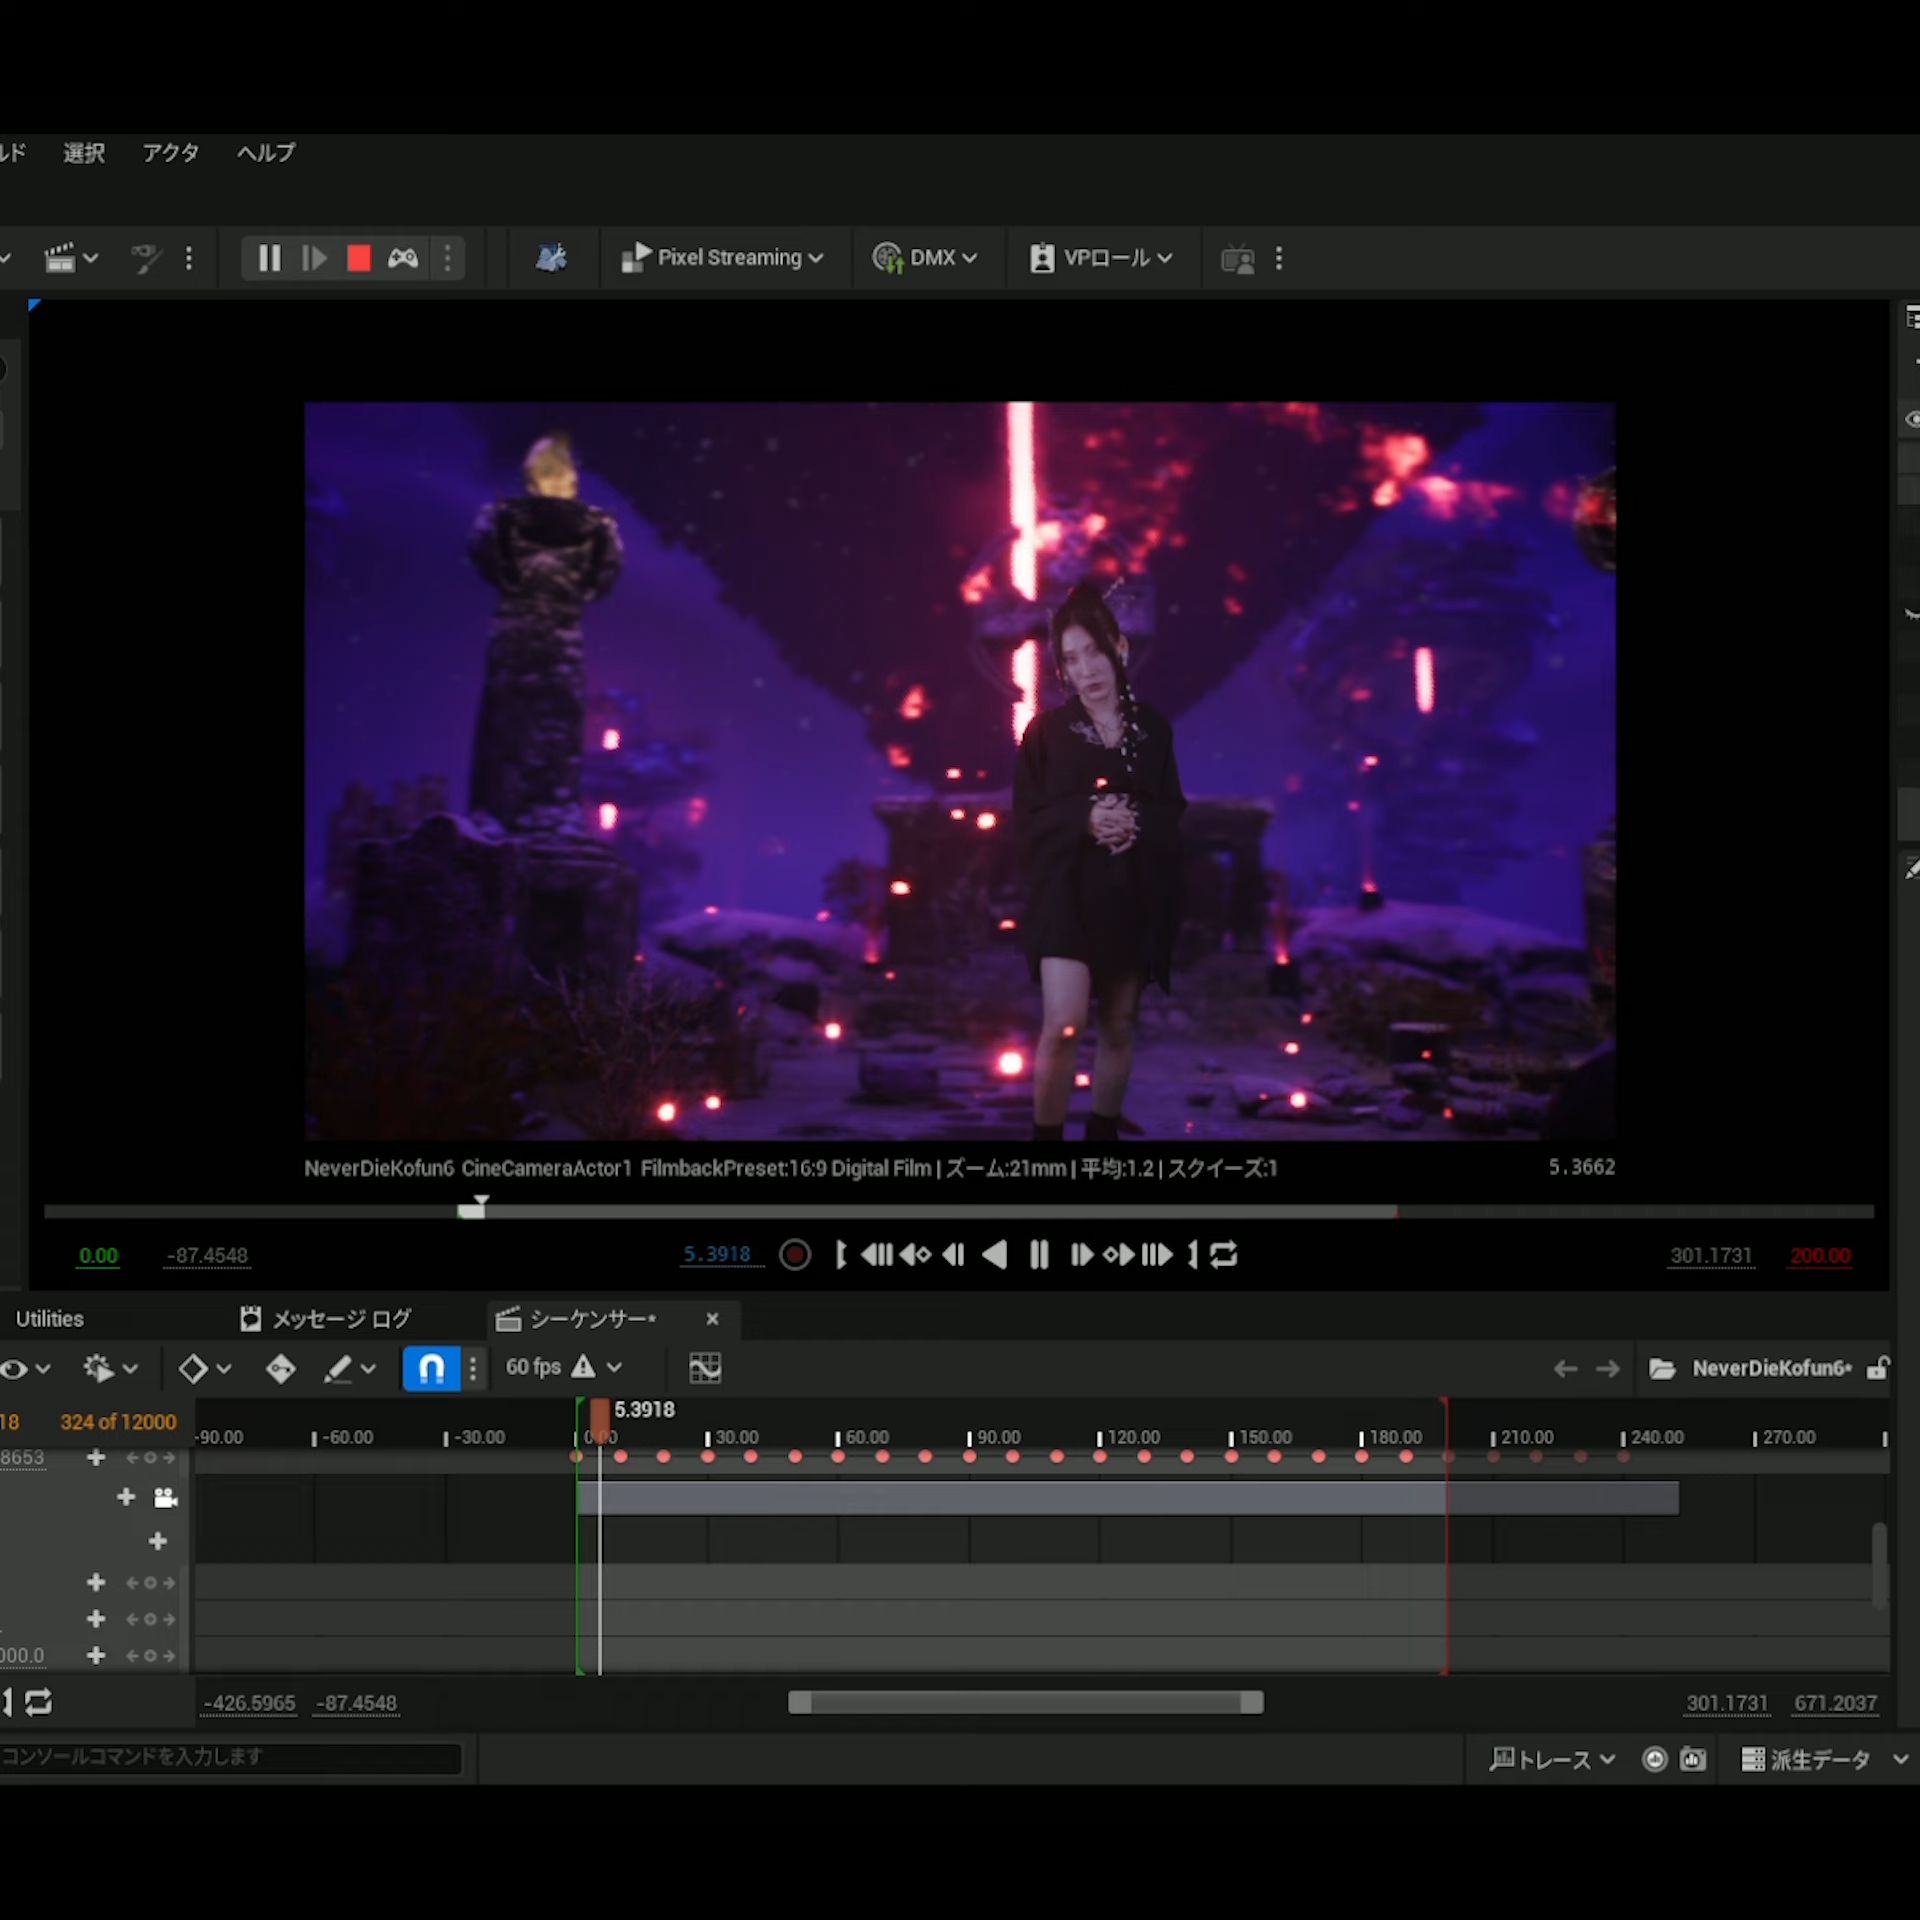 ルド 選択 アクタ ヘルプ
Pixel Streaming DMX VPロール
NeverDieKofun6 CineCameraActor1 FilmbackPreset:16:9 Digital Film | ズーム:21mm | 平均:1.2 | スクイーズ:1 5.3662
0.00 -87.4548 5.3918 301.1731 200.00
Utilities メッセージ ログ シーケンサー*
60 fps NeverDieKofun6*
18 324 of 12000 5.3918
-90.00 -60.00 -30.00 0.00 30.00 60.00 90.00 120.00 150.00 180.00 210.00 240.00 270.00
8653
000.0
-426.5965 -87.4548 301.1731 671.2037
コンソールコマンドを入力します トレース 派生データ